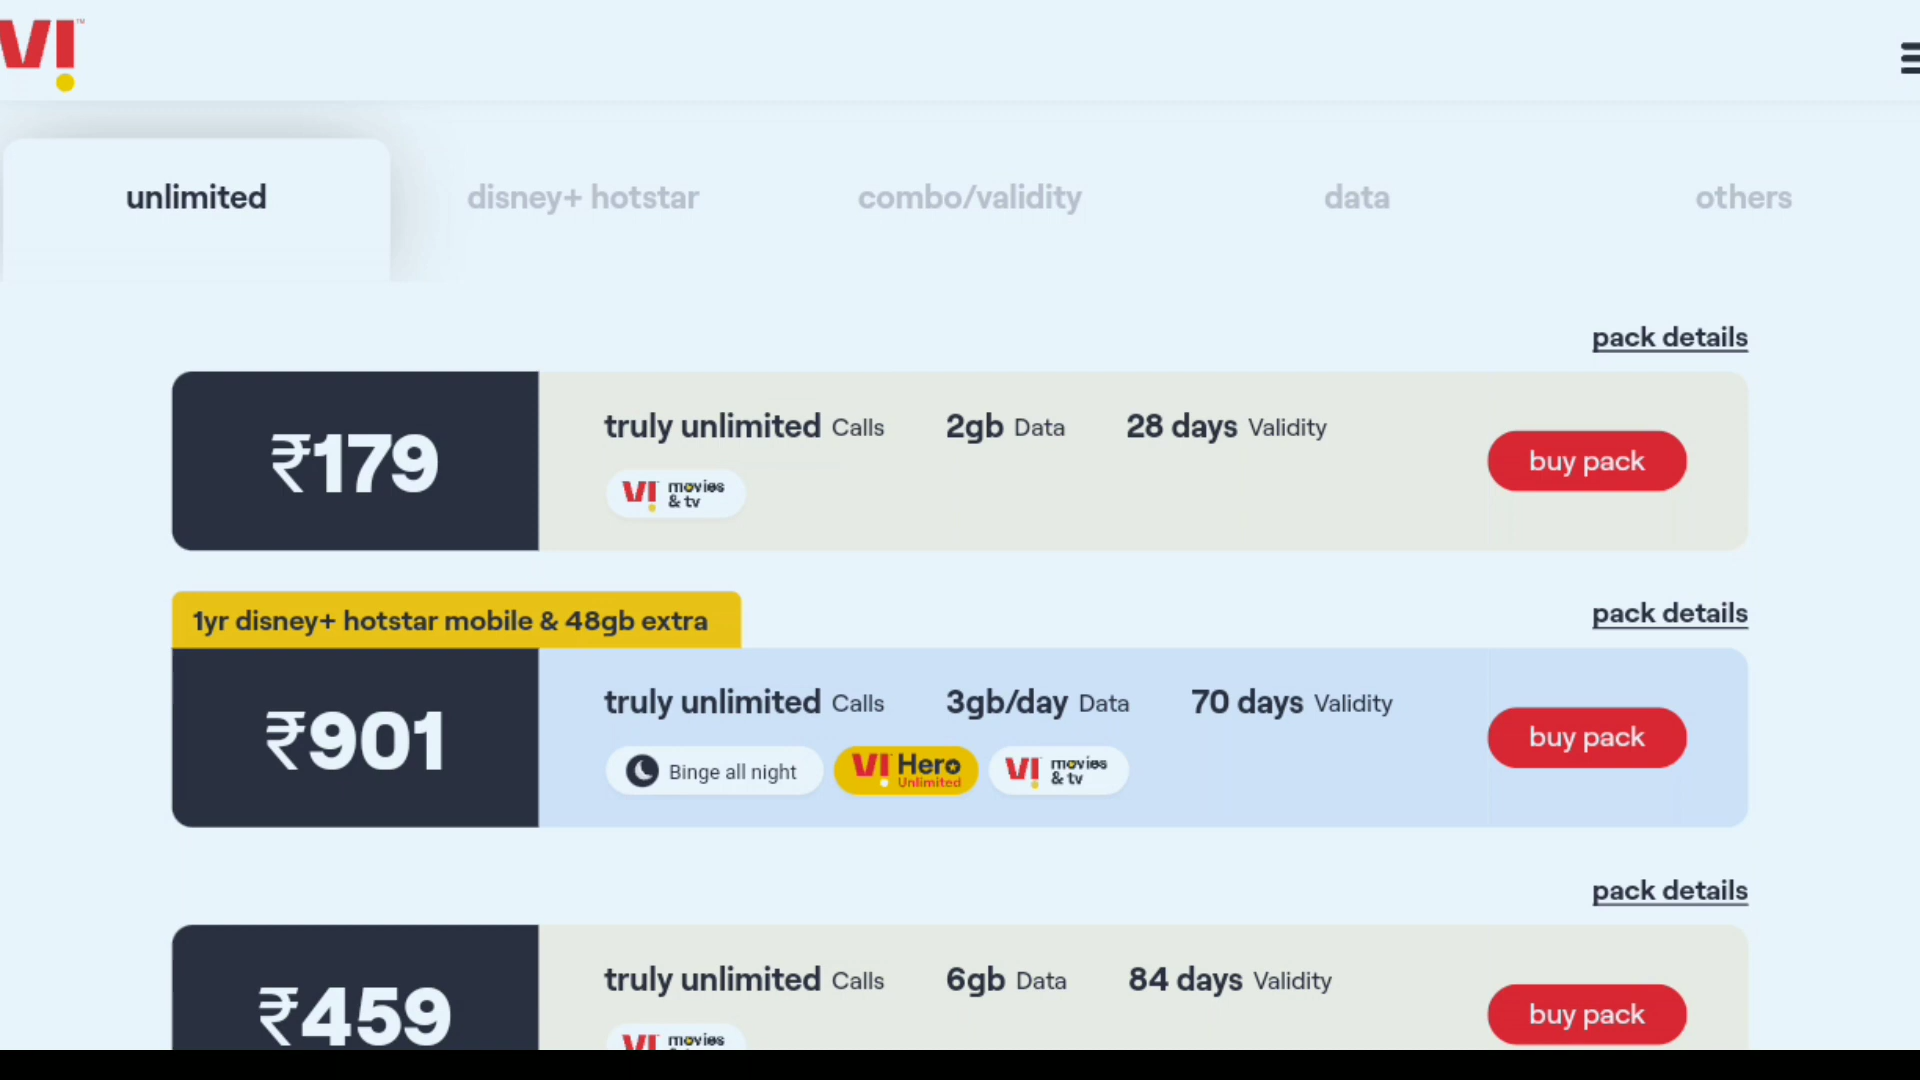 VI™
unlimited disney+ hotstar combo/validity data others
pack details
₹179
truly unlimited Calls 2gb Data 28 days Validity
VI movies & tv
buy pack
1yr disney+ hotstar mobile & 48gb extra
pack details
₹901
truly unlimited Calls 3gb/day Data 70 days Validity
Binge all night VI Hero Unlimited VI movies & tv
buy pack
pack details
₹459
truly unlimited Calls 6gb Data 84 days Validity
VI movies
buy pack